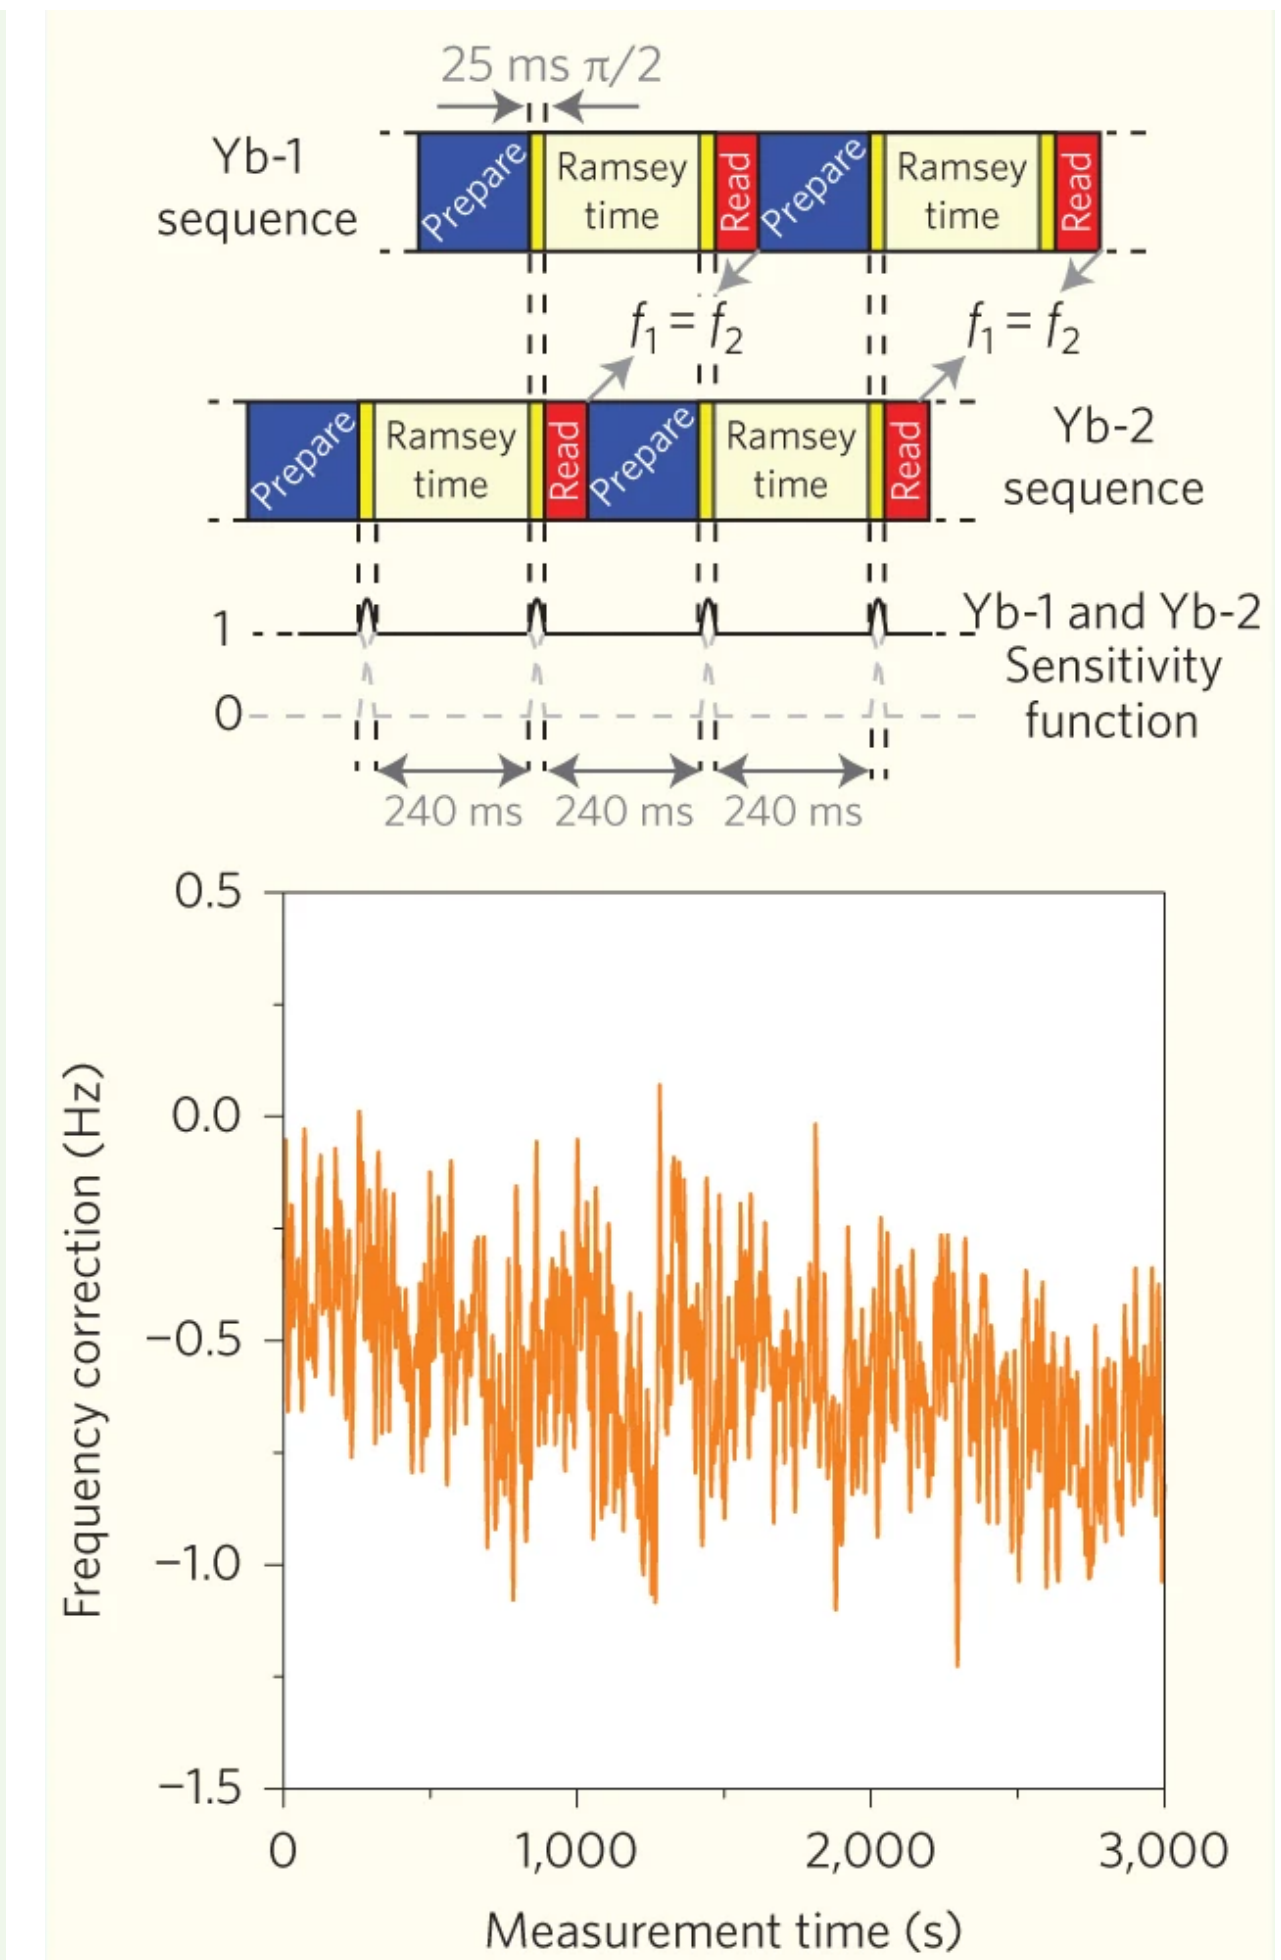 25 ms π/2
Yb-1
sequence
Prepare
Ramsey
time
Read
Prepare
Ramsey
time
Read
f1 = f2
f1 = f2
Prepare
Ramsey
time
Read
Prepare
Ramsey
time
Read
Yb-2
sequence
1
0
Yb-1 and Yb-2
Sensitivity
function
240 ms
240 ms
240 ms
Frequency correction (Hz)
0.5
0.0
−0.5
−1.0
−1.5
0
1,000
2,000
3,000
Measurement time (s)